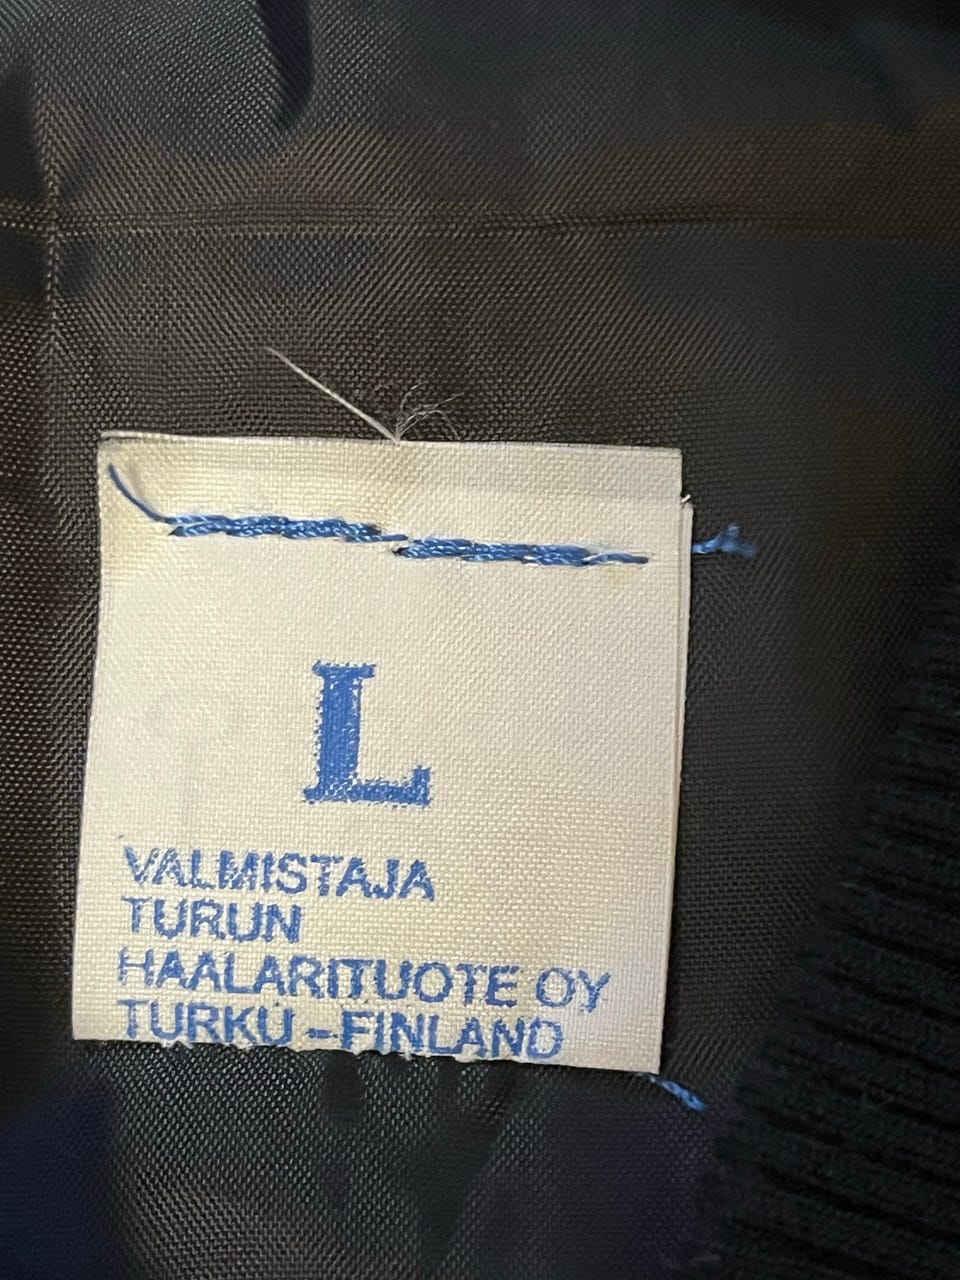 L
VALMISTAJA
TURUN
HAALARITUOTE OY
TURKU -FINLAND